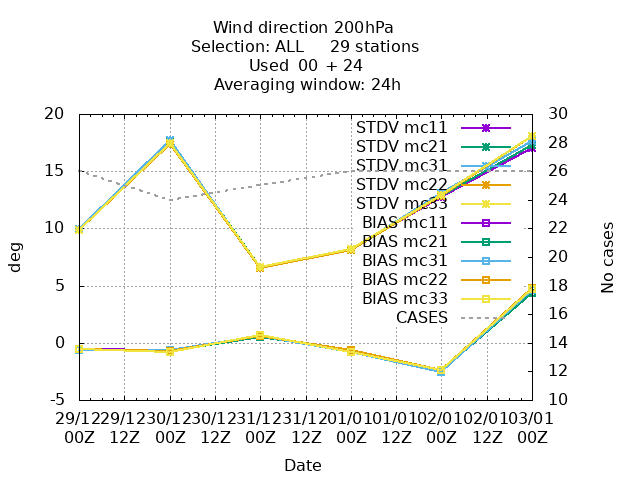 Wind direction 200hPa
Selection: ALL 29 stations
Used 00 + 24
Averaging window: 24h
20
15
10
5
0
-5
deg
30
28
26
24
22
20
18
16
14
12
10
No cases
STDV mc11
STDV mc21
STDV mc31
STDV mc22
STDV mc33
BIAS mc11
BIAS mc21
BIAS mc31
BIAS mc22
BIAS mc33
CASES
29/12 29/12 30/12 30/12 31/12 31/12 01/01 01/01 02/01 02/01 03/01
00Z 12Z 00Z 12Z 00Z 12Z 00Z 12Z 00Z 12Z 00Z
Date